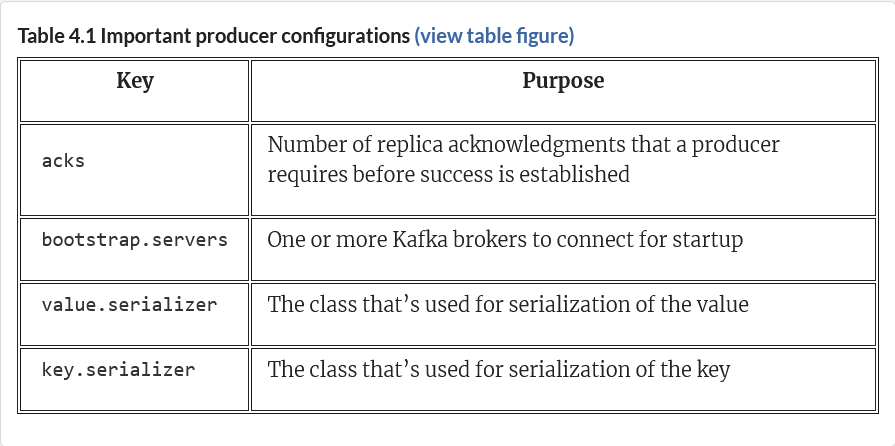 Table 4.1 Important producer configurations (view table figure)
Key Purpose
acks Number of replica acknowledgments that a producer
requires before success is established
bootstrap.servers One or more Kafka brokers to connect for startup
value.serializer The class that’s used for serialization of the value
key.serializer The class that’s used for serialization of the key